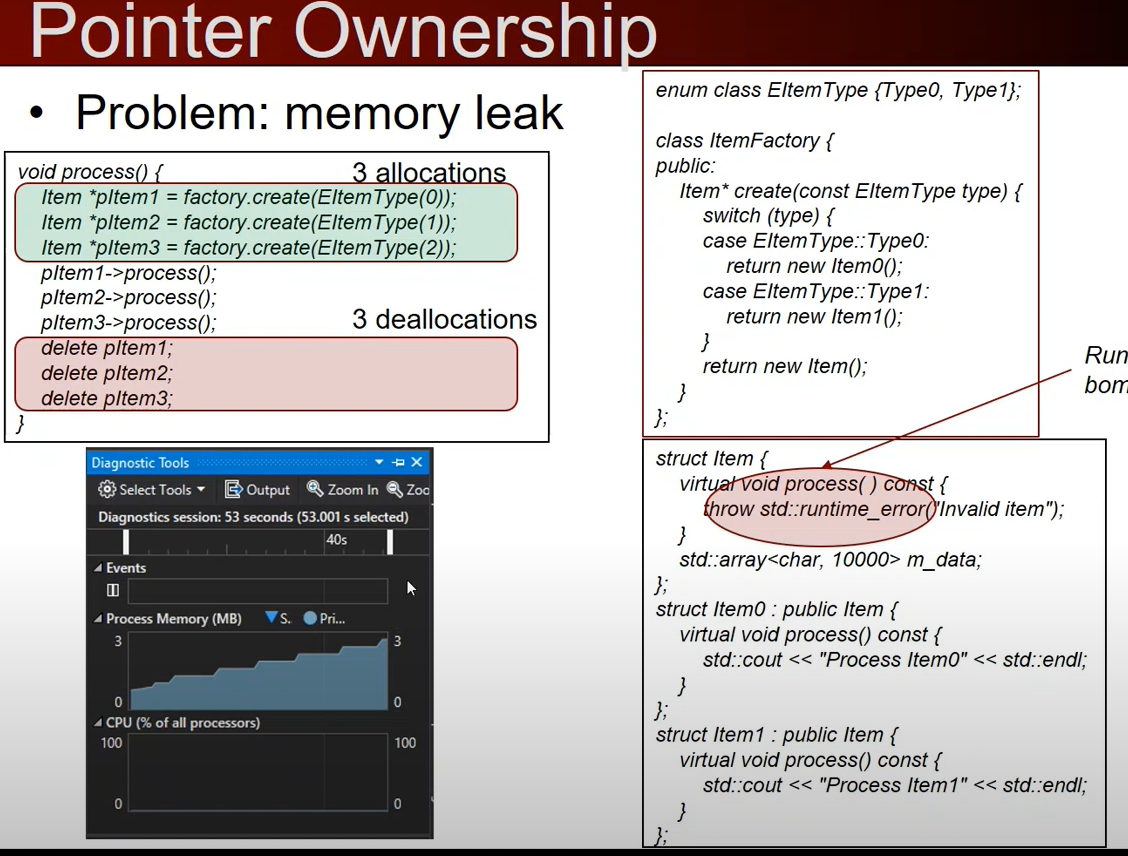 Pointer Ownership
• Problem: memory leak
void process() {
3 allocations
Item *pItem1 = factory.create(EItemType(0));
Item *pItem2 = factory.create(EItemType(1));
Item *pItem3 = factory.create(EItemType(2));
pItem1->process();
pItem2->process();
pItem3->process();
3 deallocations
delete pItem1;
delete pItem2;
delete pItem3;
}
Diagnostic Tools
Select Tools Output Zoom In Zoo
Diagnostics session: 53 seconds (53.001 s selected)
40s
Events
Process Memory (MB) S. Pri...
3 3
0 0
CPU (% of all processors)
100 100
0 0
enum class EItemType {Type0, Type1};
class ItemFactory {
public:
Item* create(const EItemType type) {
switch (type) {
case EItemType::Type0:
return new Item0();
case EItemType::Type1:
return new Item1();
}
return new Item();
}
};
Run
bom
struct Item {
virtual void process( ) const {
throw std::runtime_error("Invalid item");
}
std::array<char, 10000> m_data;
};
struct Item0 : public Item {
virtual void process() const {
std::cout << "Process Item0" << std::endl;
}
};
struct Item1 : public Item {
virtual void process() const {
std::cout << "Process Item1" << std::endl;
}
};